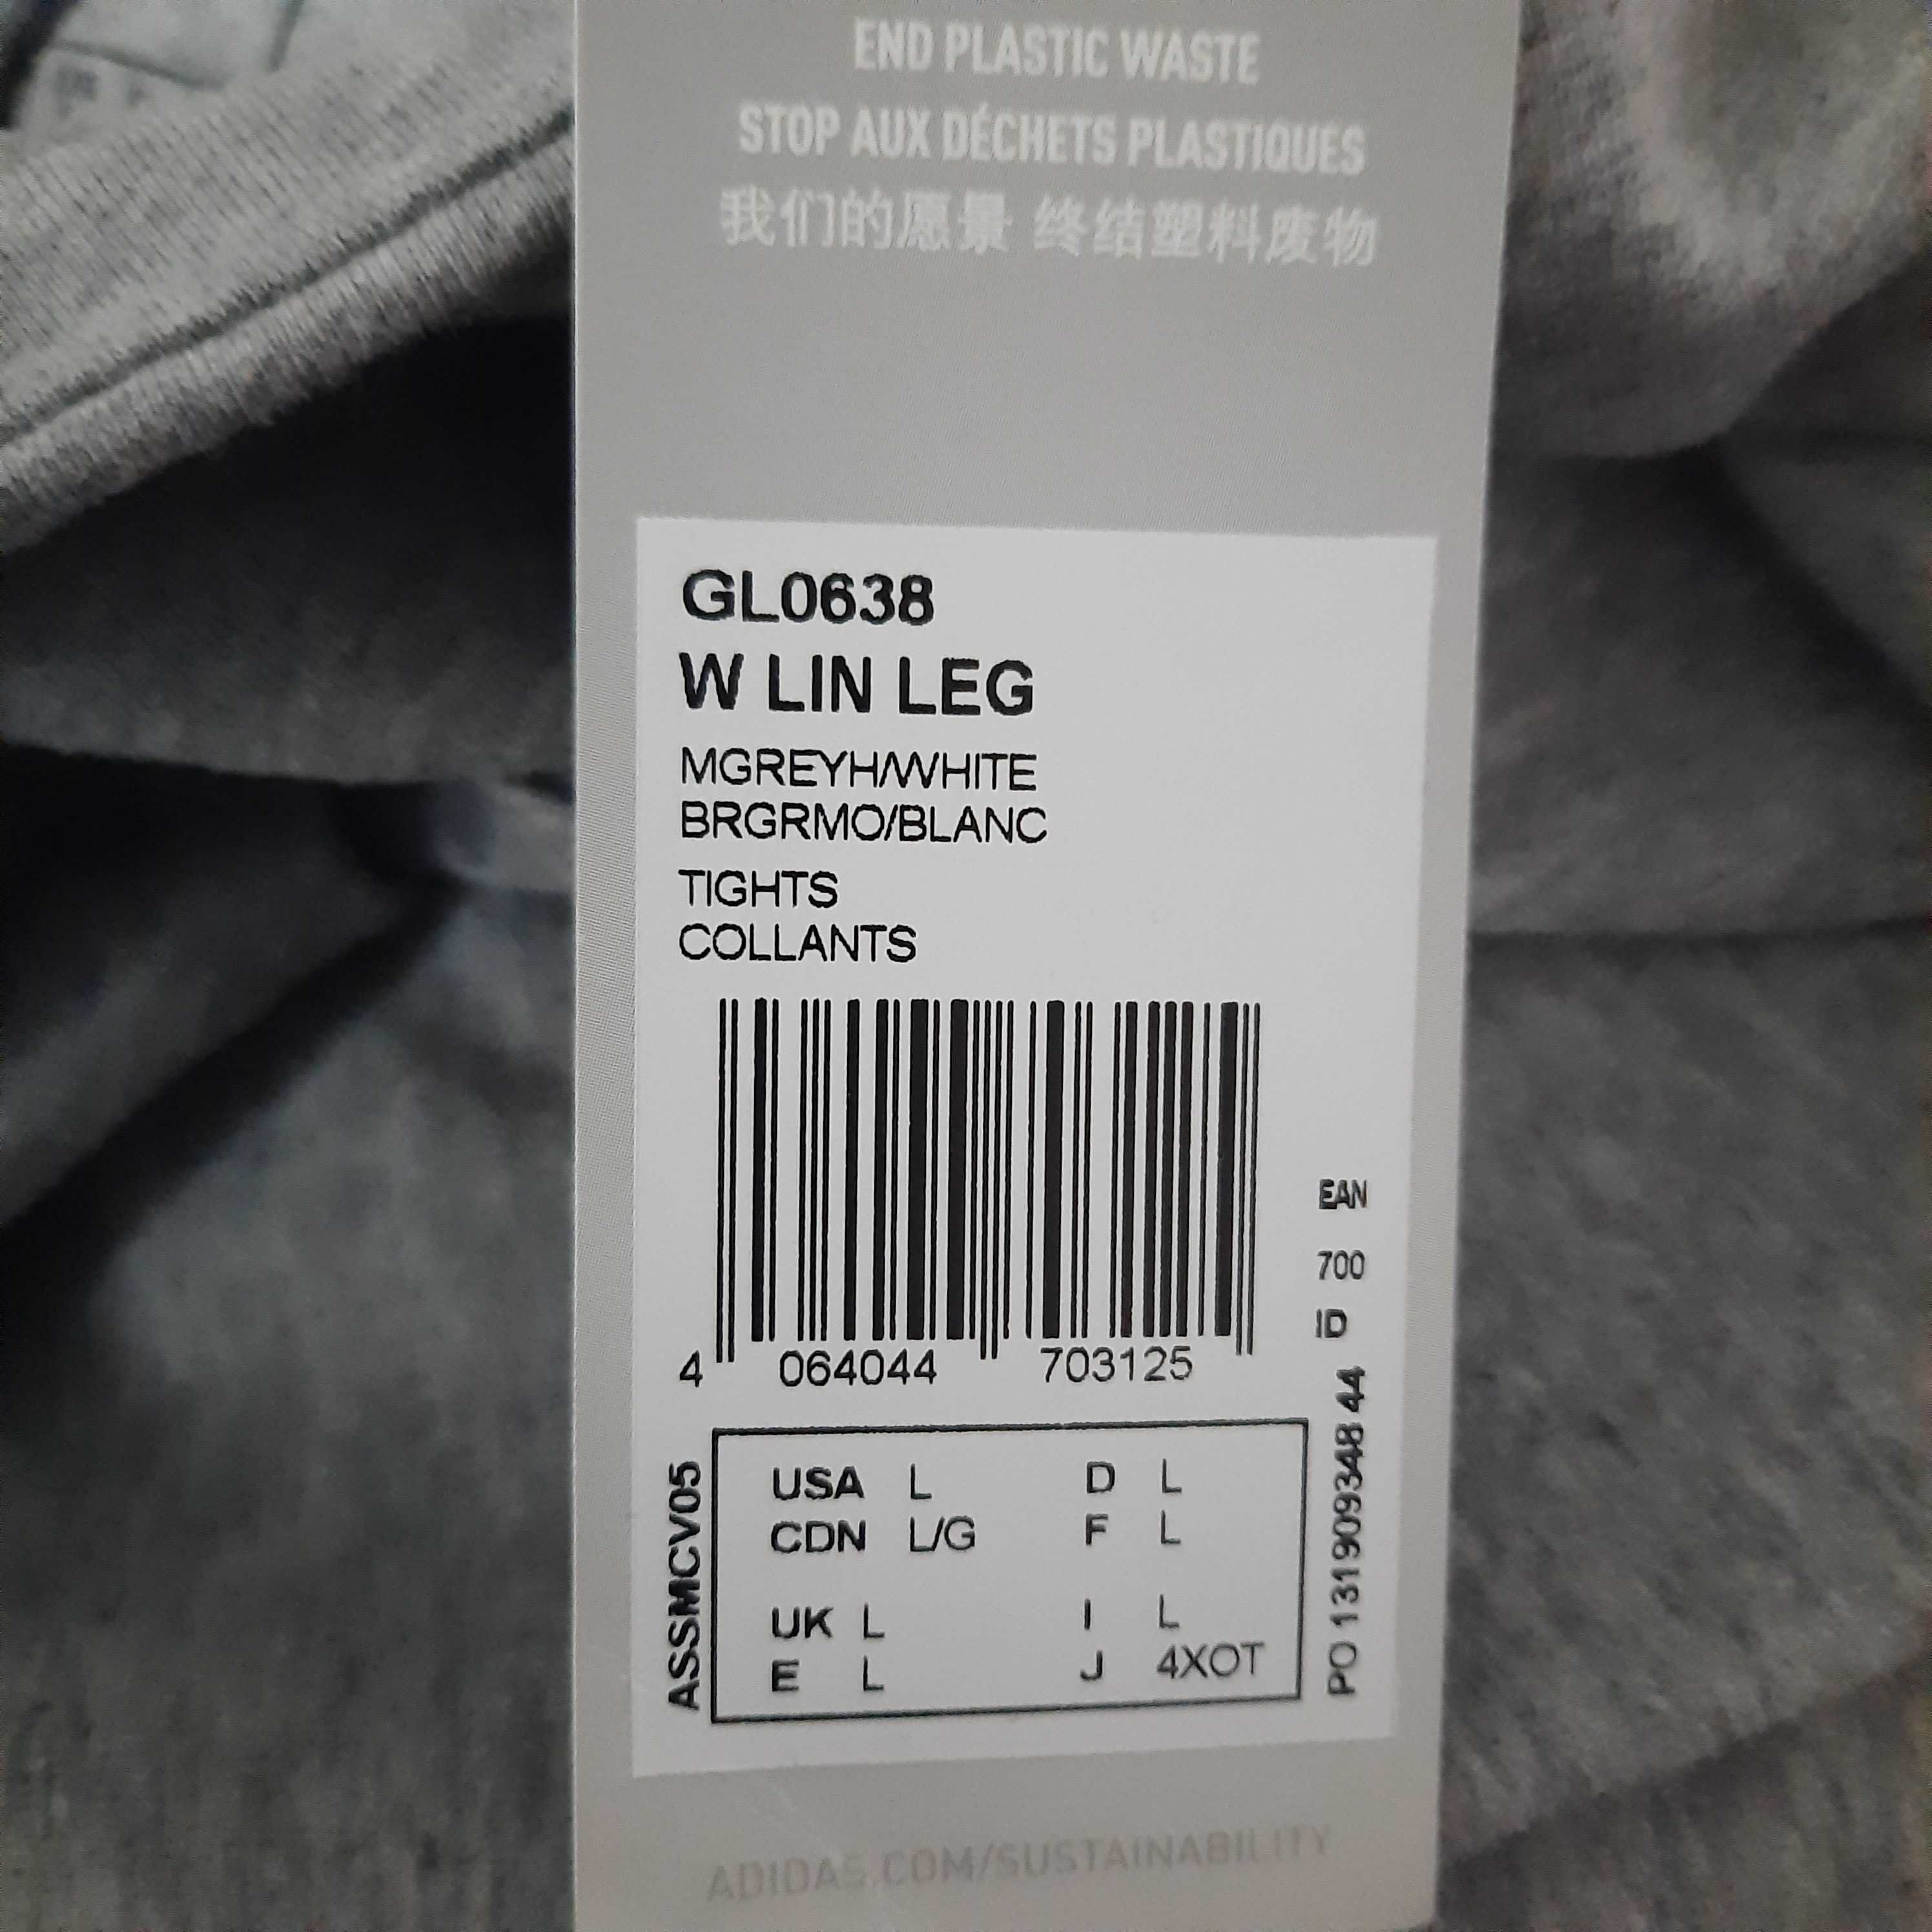 END PLASTIC WASTE
STOP AUX DÉCHETS PLASTIQUES
我们的愿景 终结塑料废物
GL0638
W LIN LEG
MGREYH/WHITE
BRGRMO/BLANC
TIGHTS
COLLANTS
4 064044 703125
EAN
700
ID
PO 131909348 44
ASSMCV05
USA L D L
CDN L/G F L
UK L I L
E L J 4XOT
ADIDAS.COM/SUSTAINABILITY